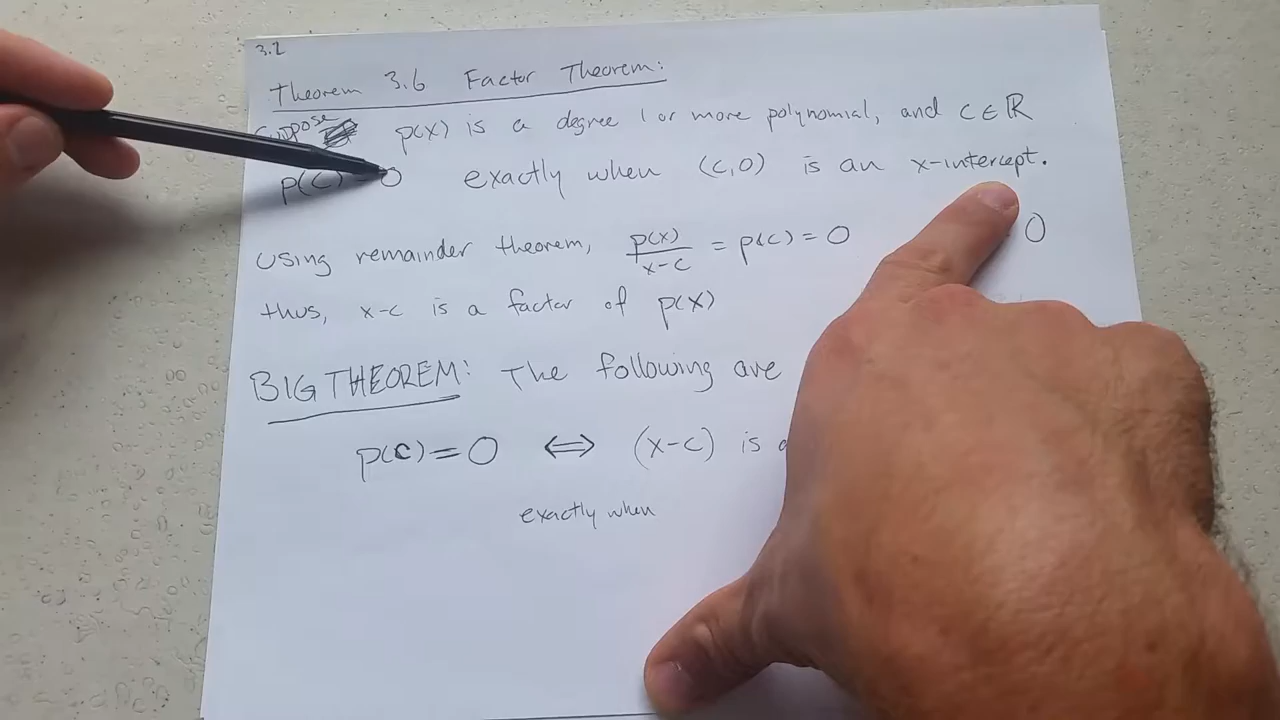 3.2
Theorem 3.6 Factor Theorem:
Suppose p(x) is a degree 1 or more polynomial, and c∈ℝ
p(c)=0 exactly when (c,0) is an x-intercept.
using remainder theorem, p(x)/x-c = p(c) = 0 = 0
thus, x-c is a factor of p(x)
BIG THEOREM: The following are
p(c)=0 ⟺ (x-c) is a
exactly when